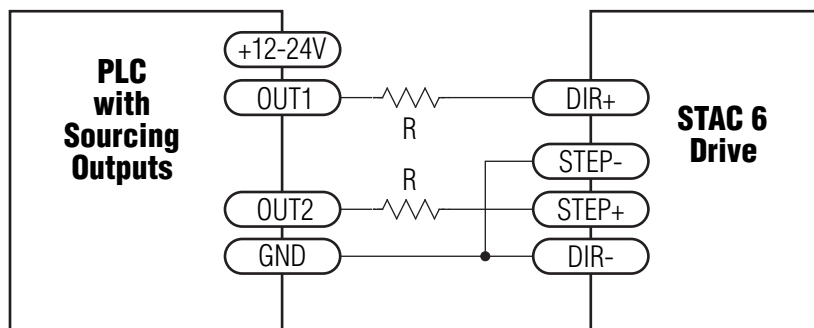 PLC
with
Sourcing
Outputs
+12-24V
OUT1
R
DIR+
STEP-
R
OUT2
STEP+
GND
DIR-
STAC 6
Drive